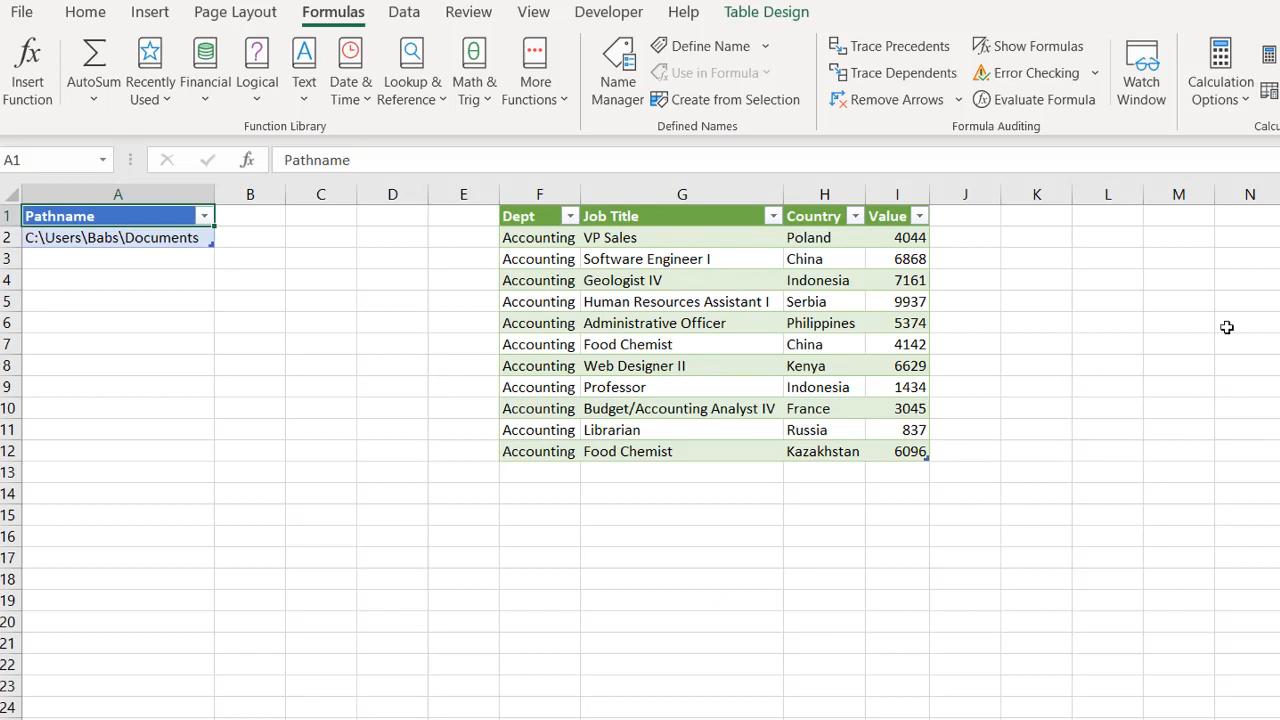 File Home Insert Page Layout Formulas Data Review View Developer Help Table Design
Insert Function
AutoSum
Recently Used
Financial
Logical
Text
Date & Time
Lookup & Reference
Math & Trig
More Functions
Function Library
Name Manager
Define Name
Use in Formula
Create from Selection
Defined Names
Trace Precedents
Trace Dependents
Remove Arrows
Show Formulas
Error Checking
Evaluate Formula
Formula Auditing
Watch Window
Calculation Options
Calcu
A1 fx Pathname
A B C D E F G H I J K L M N
1 Pathname Dept Job Title Country Value
2 C:\Users\Babs\Documents Accounting VP Sales Poland 4044
3 Accounting Software Engineer I China 6868
4 Accounting Geologist IV Indonesia 7161
5 Accounting Human Resources Assistant I Serbia 9937
6 Accounting Administrative Officer Philippines 5374
7 Accounting Food Chemist China 4142
8 Accounting Web Designer II Kenya 6629
9 Accounting Professor Indonesia 1434
10 Accounting Budget/Accounting Analyst IV France 3045
11 Accounting Librarian Russia 837
12 Accounting Food Chemist Kazakhstan 6096
13
14
15
16
17
18
19
20
21
22
23
24